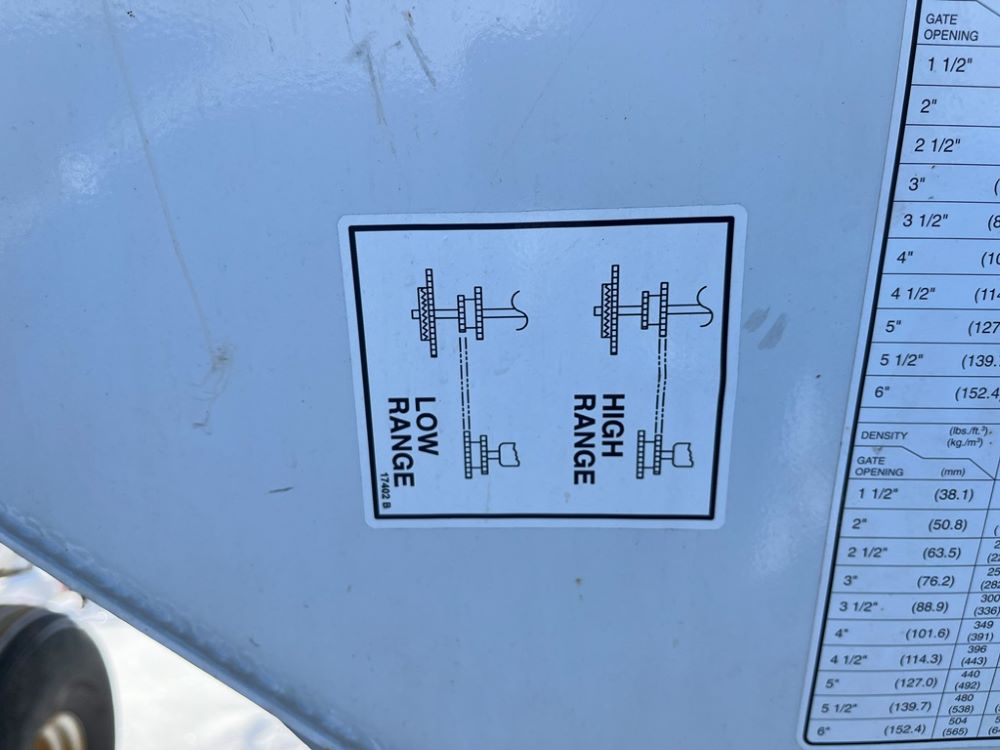 HIGH
RANGE
LOW
RANGE
17402 B
GATE
OPENING
1 1/2"
2"
2 1/2"
3"
3 1/2"
4"
4 1/2"
5" (127
5 1/2" (139.
6" (152.4
DENSITY (lbs./ft.³)
(kg./m³)
GATE
OPENING (mm)
1 1/2" (38.1)
2" (50.8)
2 1/2" (63.5)
3" (76.2)
3 1/2" (88.9) 300
(336)
4" (101.6) 349
(391)
4 1/2" (114.3) 396
(443)
5" (127.0) 440
(492)
5 1/2" (139.7) 480
(538)
6" (152.4) 504
(565)